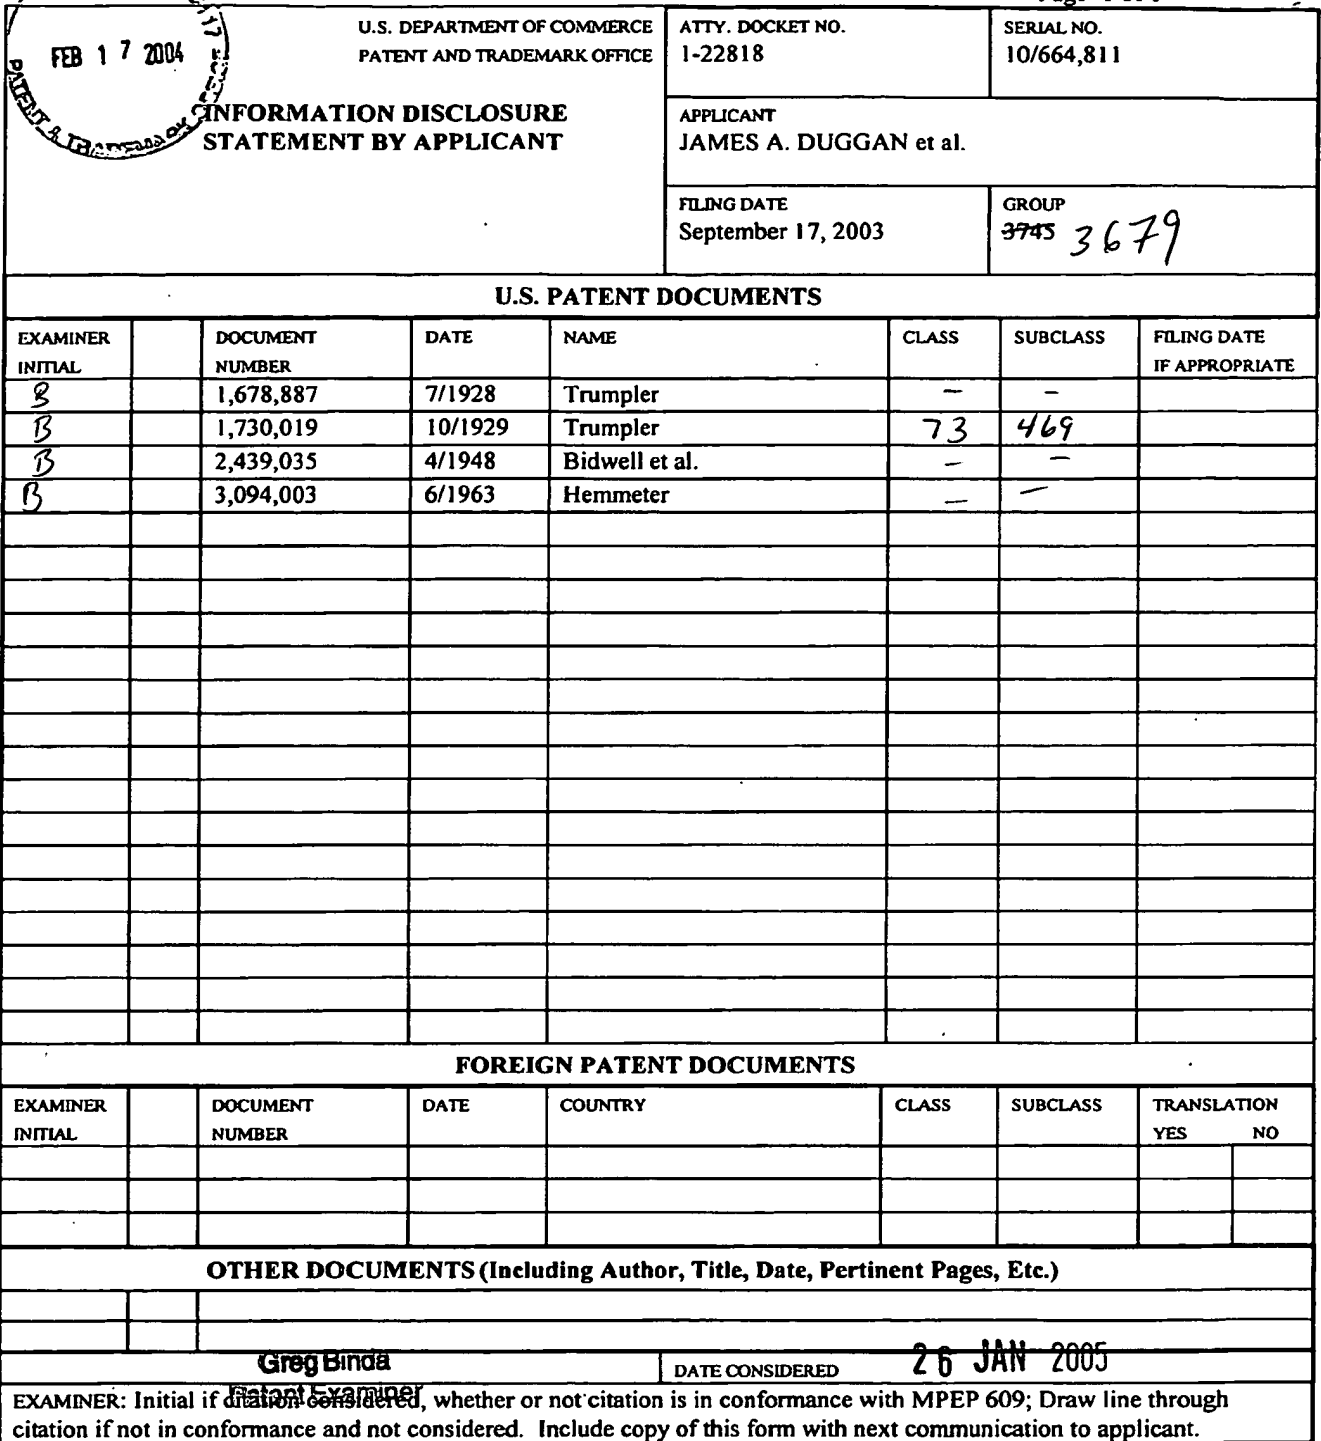 FEB 1 7 2004
U.S. DEPARTMENT OF COMMERCE
PATENT AND TRADEMARK OFFICE
INFORMATION DISCLOSURE
STATEMENT BY APPLICANT
ATTY. DOCKET NO.
1-22818
SERIAL NO.
10/664,811
APPLICANT
JAMES A. DUGGAN et al.
FILING DATE
September 17, 2003
GROUP
3745 3679
U.S. PATENT DOCUMENTS
EXAMINER INITIAL DOCUMENT NUMBER DATE NAME CLASS SUBCLASS FILING DATE IF APPROPRIATE
B 1,678,887 7/1928 Trumpler – –
B 1,730,019 10/1929 Trumpler 73 469
B 2,439,035 4/1948 Bidwell et al. – –
B 3,094,003 6/1963 Hemmeter – –
FOREIGN PATENT DOCUMENTS
EXAMINER INITIAL DOCUMENT NUMBER DATE COUNTRY CLASS SUBCLASS TRANSLATION YES NO
OTHER DOCUMENTS (Including Author, Title, Date, Pertinent Pages, Etc.)
Greg Binda
Patent Examiner
DATE CONSIDERED 2 6 JAN 2005
EXAMINER: Initial if citation considered, whether or not citation is in conformance with MPEP 609; Draw line through
citation if not in conformance and not considered. Include copy of this form with next communication to applicant.